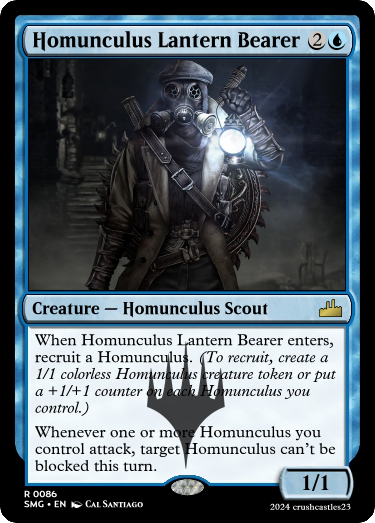 Homunculus Lantern Bearer 2
Creature — Homunculus Scout
When Homunculus Lantern Bearer enters,
recruit a Homunculus. (To recruit, create a
1/1 colorless Homunculus creature token or put
a +1/+1 counter on each Homunculus you
control.)
Whenever one or more Homunculus you
control attack, target Homunculus can't be
blocked this turn.
1/1
R 0086
SMG • EN Cal Santiago
2024 crushcastles23